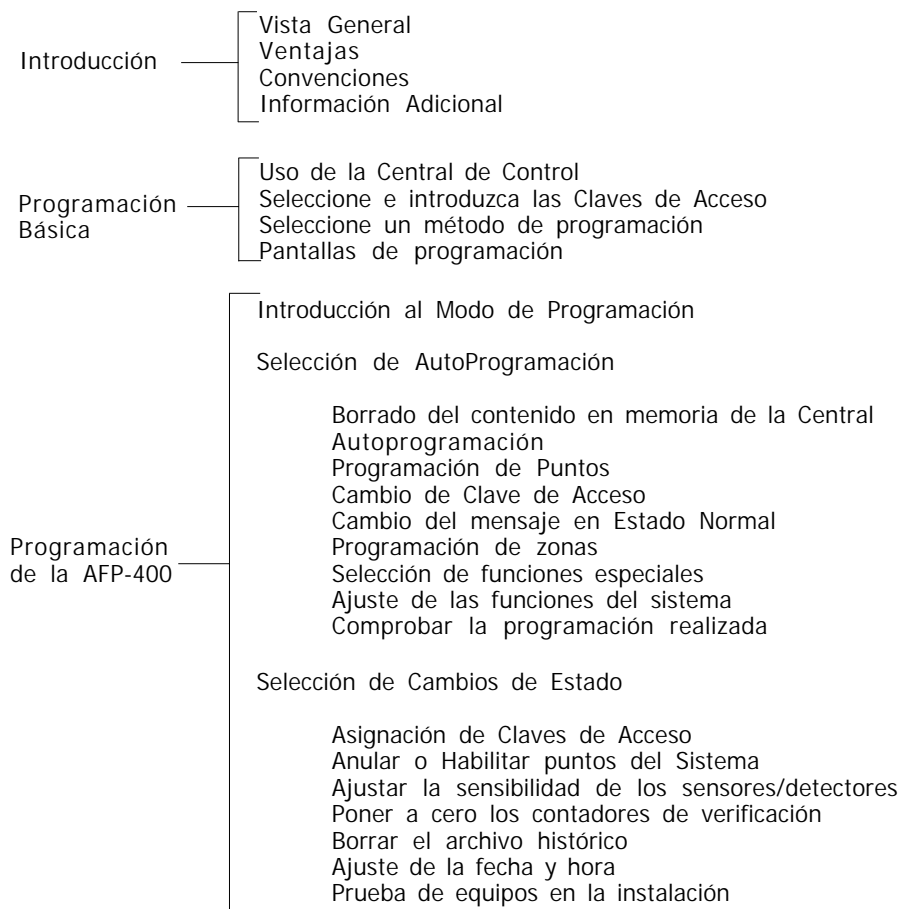 Introducción
Vista General
Ventajas
Convenciones
Información Adicional
Programación
Básica
Uso de la Central de Control
Seleccione e introduzca las Claves de Acceso
Seleccione un método de programación
Pantallas de programación
Programación
de la AFP-400
Introducción al Modo de Programación
Selección de AutoProgramación
Borrado del contenido en memoria de la Central
Autoprogramación
Programación de Puntos
Cambio de Clave de Acceso
Cambio del mensaje en Estado Normal
Programación de zonas
Selección de funciones especiales
Ajuste de las funciones del sistema
Comprobar la programación realizada
Selección de Cambios de Estado
Asignación de Claves de Acceso
Anular o Habilitar puntos del Sistema
Ajustar la sensibilidad de los sensores/detectores
Poner a cero los contadores de verificación
Borrar el archivo histórico
Ajuste de la fecha y hora
Prueba de equipos en la instalación